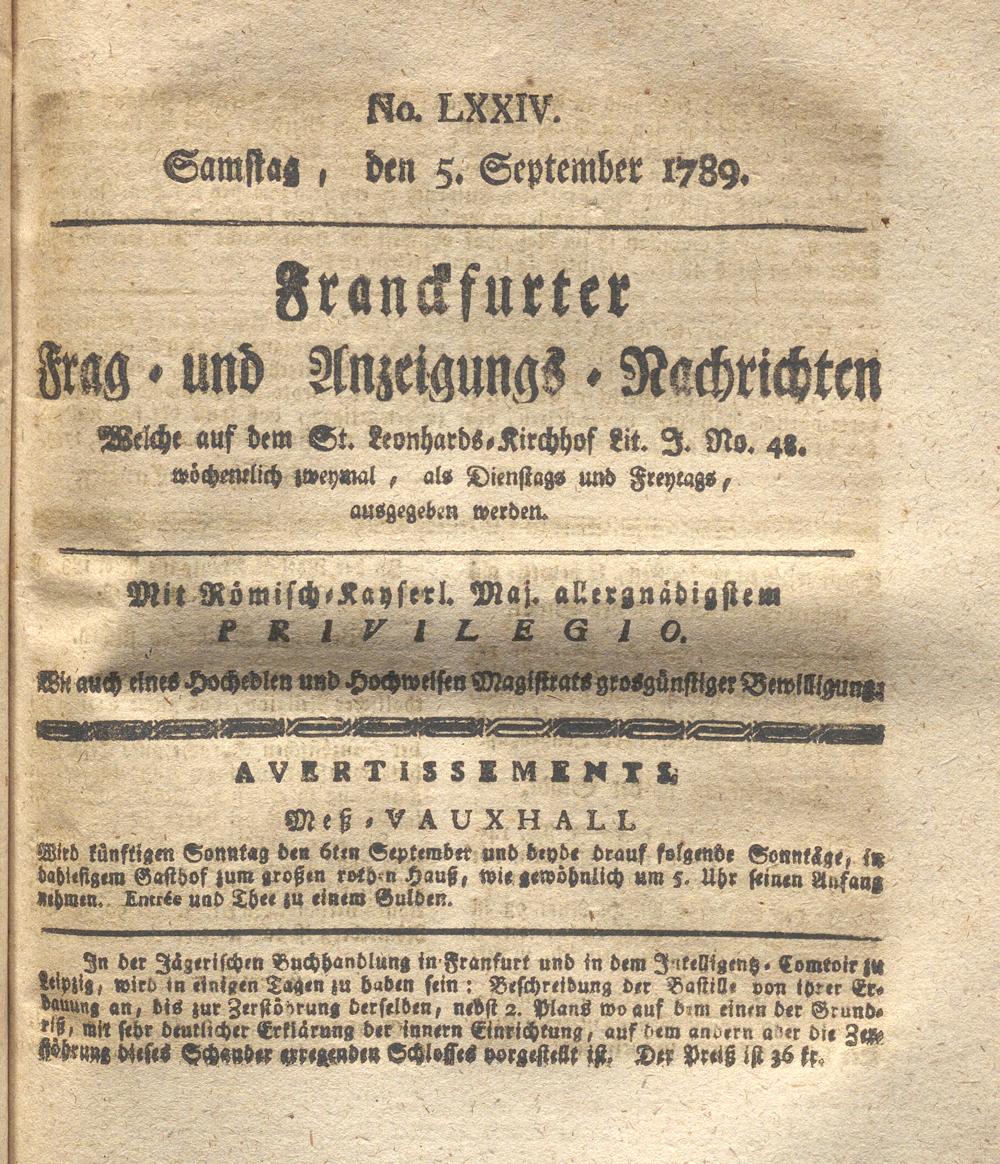 No. LXXIV.
Samstag, den 5. September 1789.
Franckfurter
Frag- und Anzeigungs-Nachrichten
Welche auf dem St. Leonhards-Kirchhof Lit. J. No. 48.
wöchentlich zweymal, als Dienstags und Freytags,
ausgegeben werden.
Mit Römisch-Kayserl. Maj. allergnädigstem
PRIVILEGIO.
Wie auch eines Hochedlen und Hochweisen Magistrats grosgünstiger Bewilligung.
AVERTISSEMENTS
Meß-VAUXHALL
Wird künftigen Sonntag den 6ten September und beyde drauf folgende Sonntäge, in
dahiesigem Gasthof zum großen rothen Hauß, wie gewöhnlich um 5. Uhr seinen Anfang
nehmen. Entrée und Thee zu einem Gulden.
In der Jägerischen Buchhandlung in Franfurt und in dem Intelligentz-Comtoir zu
Leipzig, wird in einigen Tagen zu haben sein: Beschreibung der Bastille von ihrer Er-
bauung an, bis zur Zerstöhrung derselben, nebst 2. Plans wo auf dem einen der Grund-
riß, mit sehr deutlicher Erklärung der innern Einrichtung, auf dem andern aber die Zer-
stöhrung dieses Schauder erregenden Schlosses vorgestellt ist. Der Preiß ist 36 kr.